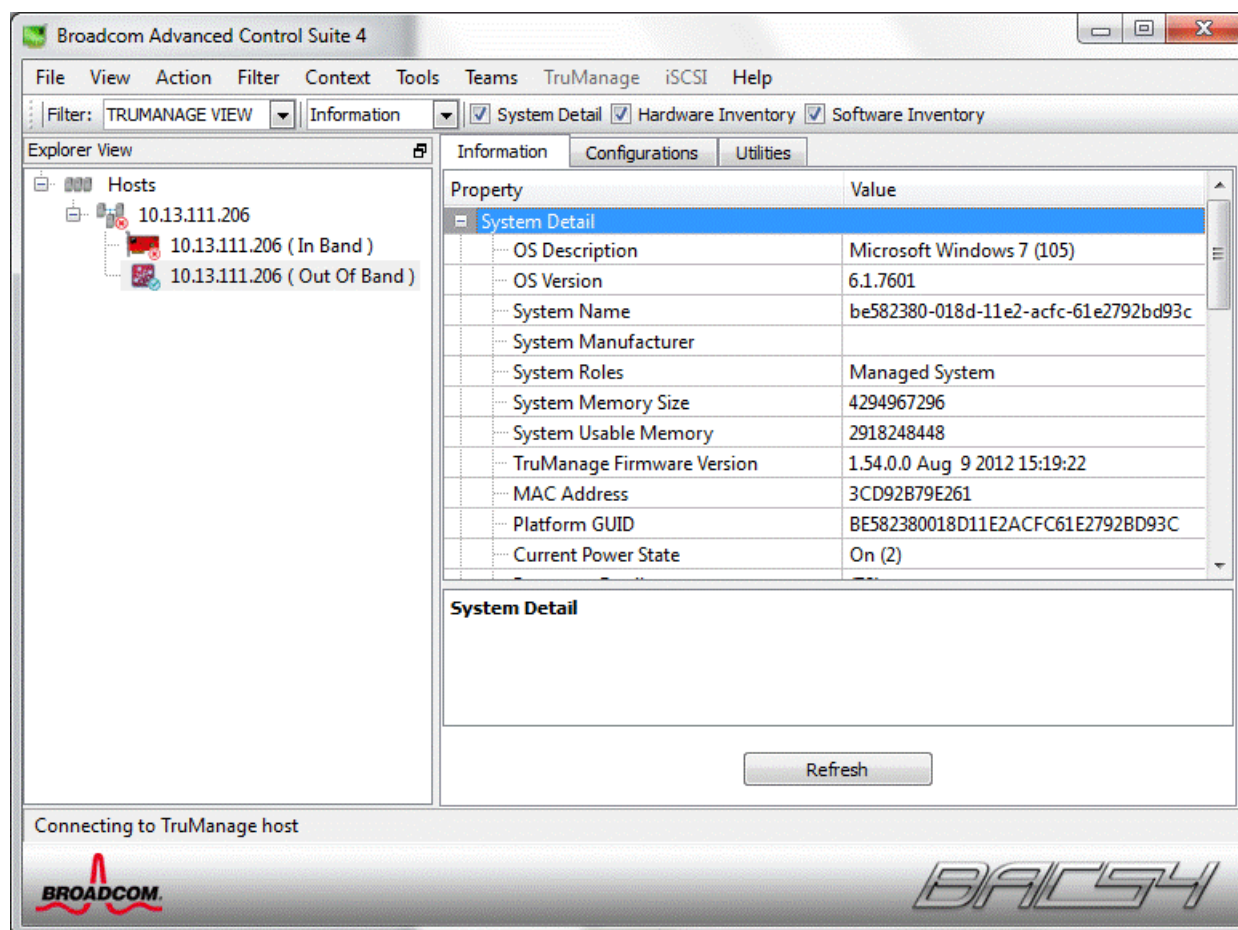 Broadcom Advanced Control Suite 4
File View Action Filter Context Tools Teams TruManage iSCSI Help
Filter: TRUMANAGE VIEW Information System Detail Hardware Inventory Software Inventory
Explorer View
Hosts
10.13.111.206
10.13.111.206 ( In Band )
10.13.111.206 ( Out Of Band )
Information Configurations Utilities
Property Value
System Detail
OS Description Microsoft Windows 7 (105)
OS Version 6.1.7601
System Name be582380-018d-11e2-acfc-61e2792bd93c
System Manufacturer
System Roles Managed System
System Memory Size 4294967296
System Usable Memory 2918248448
TruManage Firmware Version 1.54.0.0 Aug 9 2012 15:19:22
MAC Address 3CD92B79E261
Platform GUID BE582380018D11E2ACFC61E2792BD93C
Current Power State On (2)
System Detail
Refresh
Connecting to TruManage host
BROADCOM.
BACS4